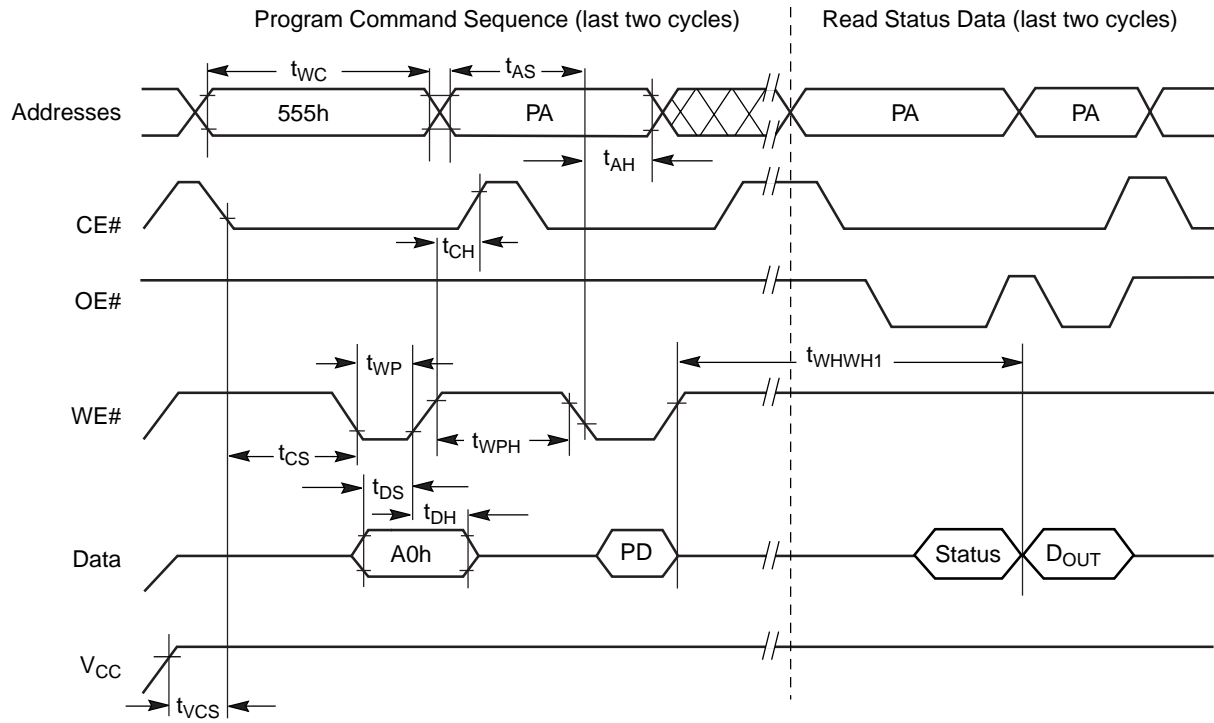 Program Command Sequence (last two cycles)
Read Status Data (last two cycles)
tWC
tAS
Addresses
555h
PA
PA
PA
tAH
CE#
tCH
OE#
tWP
tWHWH1
WE#
tCS
tWPH
tDS
tDH
Data
A0h
PD
Status
DOUT
VCC
tVCS